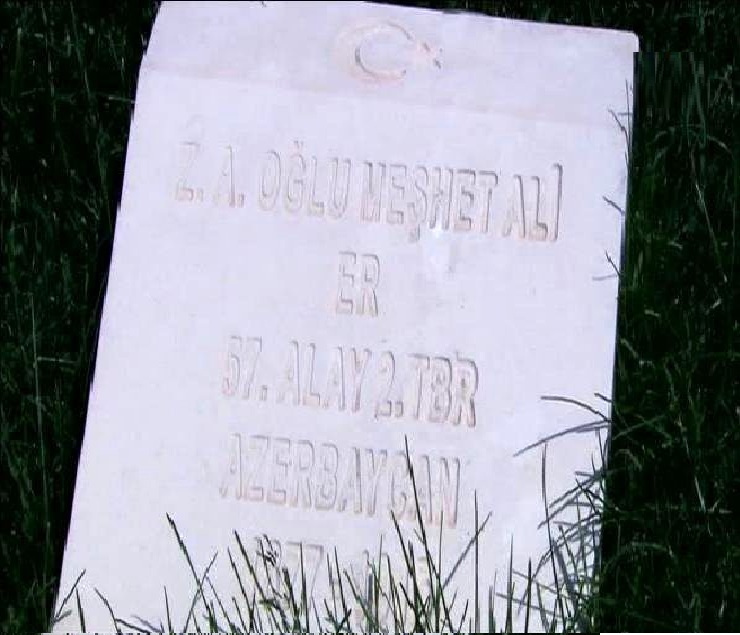 Z. A. OĞLU MEŞHET ALİ
ER
57. ALAY 2.TBR
AZERBAYCAN